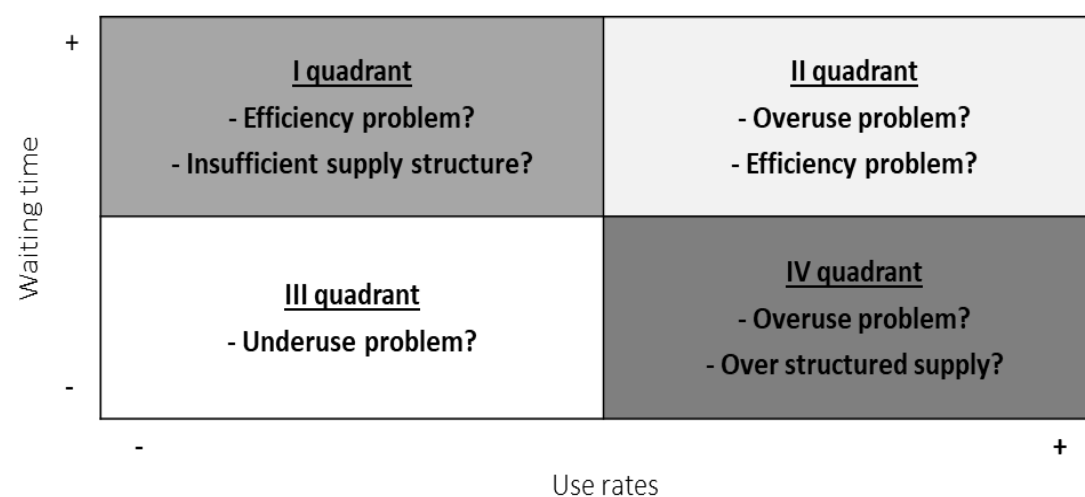 +
I quadrant
- Efficiency problem?
- Insufficient supply structure?
II quadrant
- Overuse problem?
- Efficiency problem?
Waiting time
III quadrant
- Underuse problem?
IV quadrant
- Overuse problem?
- Over structured supply?
-
- +
Use rates